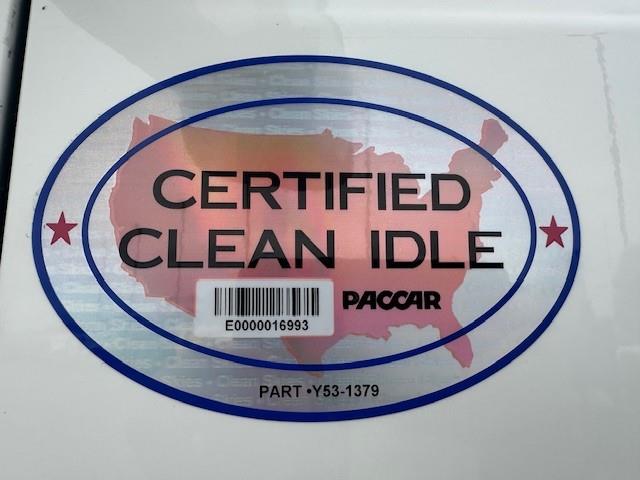 CERTIFIED
CLEAN IDLE
PACCAR
E0000016993
PART •Y53-1379